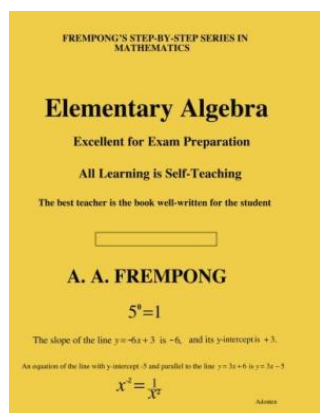 FREMPONG'S STEP-BY-STEP SERIES IN
MATHEMATICS
Elementary Algebra
Excellent for Exam Preparation
All Learning is Self-Teaching
The best teacher is the book well-written for the student
A. A. FREMPONG
5⁰=1
The slope of the line y=-6x+3 is -6, and its y-intercept is +3.
An equation of the line with y-intercept -5 and parallel to the line y=3x+6 is y=3x-5
x⁻²=1/x²
Adonten